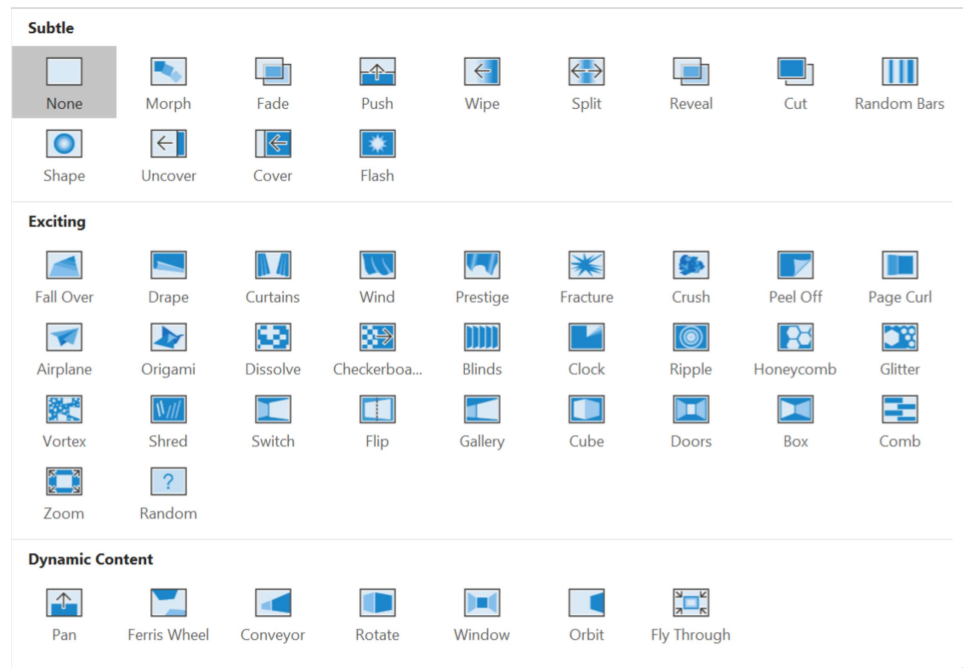 Subtle
None Morph Fade Push Wipe Split Reveal Cut Random Bars
Shape Uncover Cover Flash
Exciting
Fall Over Drape Curtains Wind Prestige Fracture Crush Peel Off Page Curl
Airplane Origami Dissolve Checkerboa... Blinds Clock Ripple Honeycomb Glitter
Vortex Shred Switch Flip Gallery Cube Doors Box Comb
?
Zoom Random
Dynamic Content
Pan Ferris Wheel Conveyor Rotate Window Orbit Fly Through